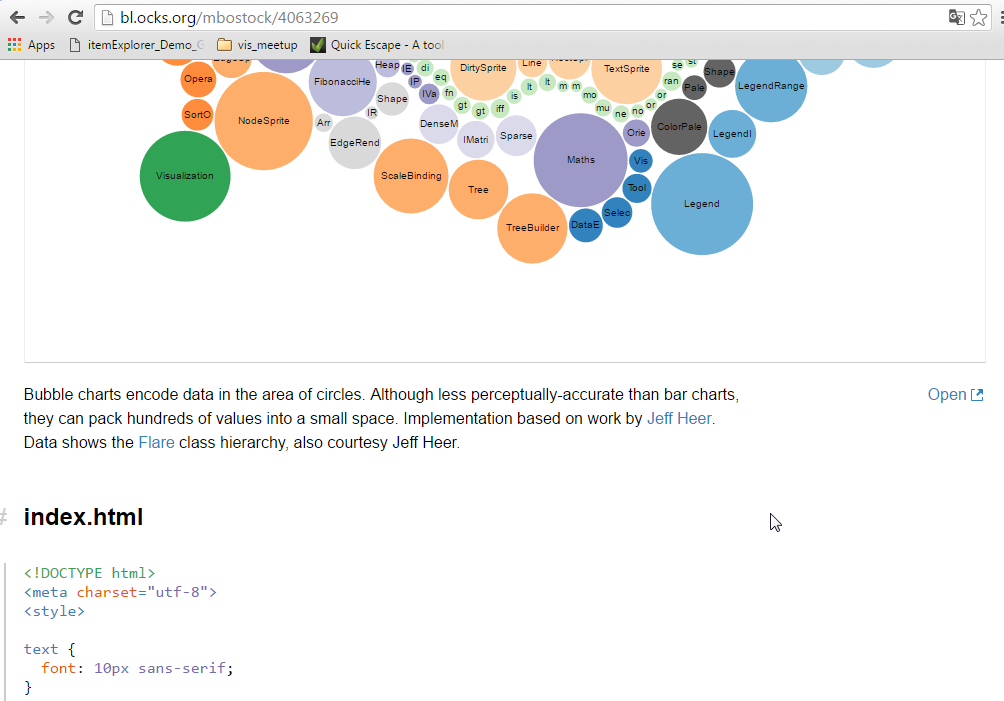 bl.ocks.org/mbostock/4063269
Apps itemExplorer_Demo_G vis_meetup Quick Escape - A tool
Heap IE di DirtySprite Line TextSprite se st Shape
Opera FibonacciHe IP eq ran Pale LegendRange
Shape IVa fn is lt lt m m mo or
SortO NodeSprite Arr IR gt gt iff mu ne no or
DenseM ColorPale LegendI
EdgeRend IMatri Sparse Orie
Visualization ScaleBinding Tree Maths Vis
Tool
TreeBuilder DataE Selec Legend
Bubble charts encode data in the area of circles. Although less perceptually-accurate than bar charts,
they can pack hundreds of values into a small space. Implementation based on work by Jeff Heer.
Data shows the Flare class hierarchy, also courtesy Jeff Heer.
Open
# index.html
<!DOCTYPE html>
<meta charset="utf-8">
<style>
text {
font: 10px sans-serif;
}